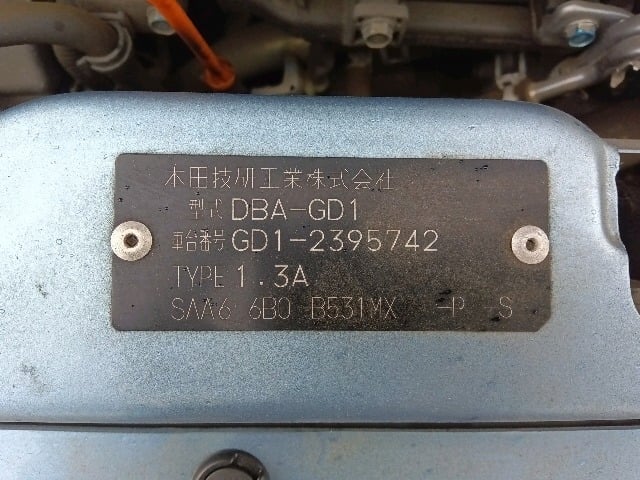 本田技研工業株式会社
型式 DBA-GD1
車台番号 GD1-2395742
TYPE 1.3A
SAA6 6B0 B531MX -P -S